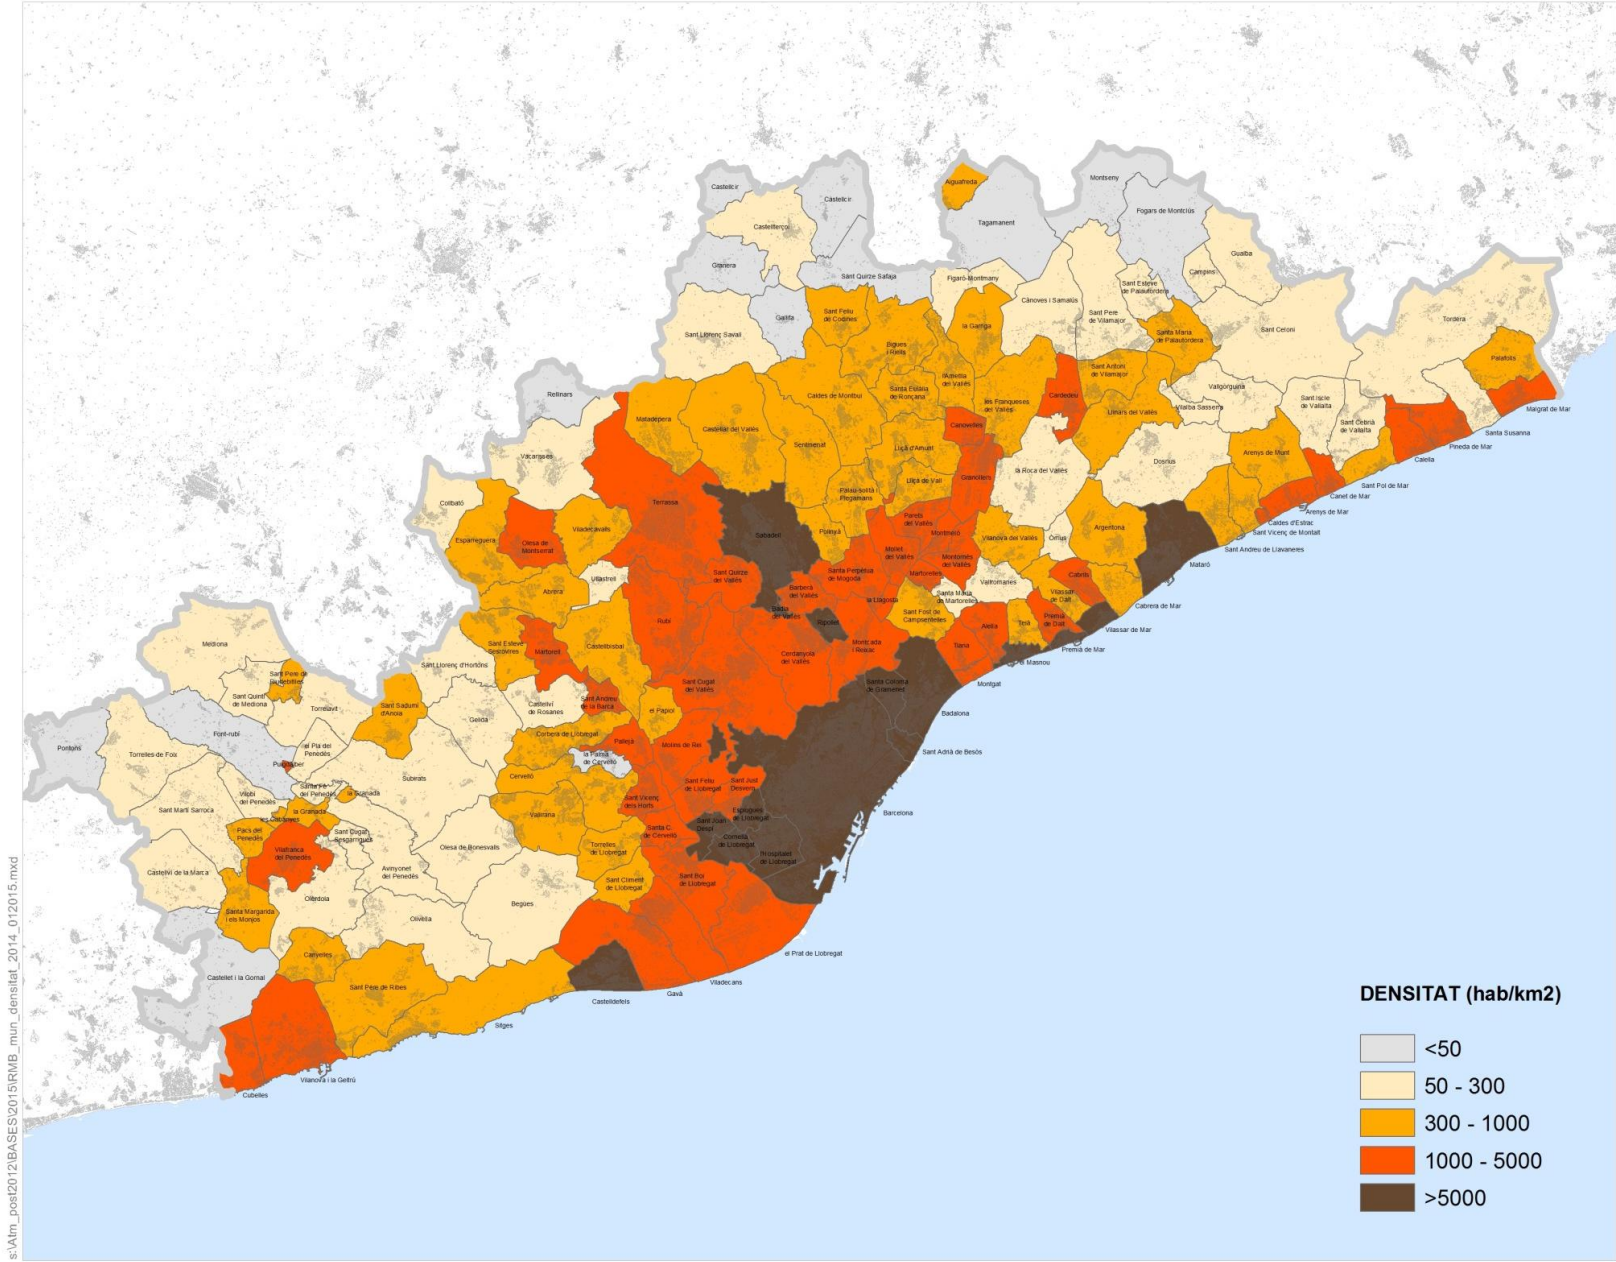 Castellcir
Castellcir
Castellterçol
Granera
Sant Quirze Safaja
Gallifa
Sant Llorenç Savall
Aiguafreda
Tagamanent
Montseny
Fogars de Montclús
Figaró-Montmany
Cànoves i Samalús
Sant Pere
de Vilamajor
Sant Esteve
de Palautordera
Campins
Gualba
Sant Celoni
Santa Maria
de Palautordera
Tordera
Palafolls
Malgrat de Mar
Santa Susanna
Pineda de Mar
Calella
Sant Pol de Mar
Canet de Mar
Arenys de Mar
Caldes d'Estrac
Sant Vicenç de Montalt
Sant Andreu de Llavaneres
Mataró
Cabrera de Mar
Vilassar de Mar
Premià de Mar
el Masnou
Montgat
Badalona
Sant Adrià de Besòs
Barcelona
Sant Feliu
de Codines
Bigues
i Riells
la Garriga
l'Ametlla
del Vallès
Santa Eulàlia
de Ronçana
les Franqueses
del Vallès
Cardedeu
Sant Antoni
de Vilamajor
Llinars del Vallès
Vilalba Sasserra
Vallgorguina
Sant Iscle
de Vallalta
Sant Cebrià
de Vallalta
Arenys de Munt
Dosrius
la Roca del Vallès
Canovelles
Granollers
Lliçà d'Amunt
Lliçà de Vall
Caldes de Montbui
Sentmenat
Castellar del Vallès
Matadepera
Rellinars
Vacarisses
Terrassa
Sabadell
Palau-solità i
Plegamans
Polinyà
Parets
del Vallès
Montmeló
Mollet
del Vallès
Montornès
del Vallès
Martorelles
Vilanova del Vallès
Òrrius
Argentona
Vallromanes
Santa Maria
de Martorelles
Cabrils
Vilassar
de Dalt
Premià
de Dalt
Teià
Alella
Tiana
Sant Fost de
Campsentelles
la Llagosta
Santa Perpètua
de Mogoda
Barberà
del Vallès
Badia
del Vallès
Ripollet
Montcada
i Reixac
Cerdanyola
del Vallès
Sant Quirze
del Vallès
Rubí
Sant Cugat
del Vallès
Santa Coloma
de Gramenet
Collbató
Esparreguera
Olesa de
Montserrat
Viladecavalls
Ullastrell
Abrera
Sant Esteve
Sesrovires
Martorell
Castellbisbal
Sant Andreu
de la Barca
Castellví
de Rosanes
el Papiol
Corbera de Llobregat
Pallejà
la Palma
de Cervelló
Molins de Rei
Cervelló
Vallirana
Sant Vicenç
dels Horts
Sant Feliu
de Llobregat
Sant Just
Desvern
Esplugues
de Llobregat
Sant Joan
Despí
Cornellà
de Llobregat
l'Hospitalet
de Llobregat
Santa C.
de Cervelló
Torrelles
de Llobregat
Sant Climent
de Llobregat
Sant Boi
de Llobregat
el Prat de Llobregat
Viladecans
Gavà
Castelldefels
Sitges
Begues
Olesa de Bonesvalls
Olivella
Avinyonet
del Penedès
Subirats
Gelida
Sant Llorenç d'Hortons
Sant Sadurní
d'Anoia
Mediona
Sant Pere de
Riudebitlles
Sant Quintí
de Mediona
Torrelavit
Font-rubí
Pontons
Torrelles de Foix
el Pla del
Penedès
Puigdàlber
Santa Fe
del Penedès
la Granada
la Granada
Vilobí
del Penedès
les Cabanyes
Sant Martí Sarroca
Pacs del
Penedès
Vilafranca
del Penedès
Sant Cugat
Sesgarrigues
Castellví de la Marca
Santa Margarida
i els Monjos
Olèrdola
Canyelles
Sant Pere de Ribes
Castellet i la Gornal
Vilanova i la Geltrú
Cubelles
DENSITAT (hab/km2)
<50
50 - 300
300 - 1000
1000 - 5000
>5000
s:\Atm_post2012\BASES\2015\RMB_mun_densitat_2014_012015.mxd